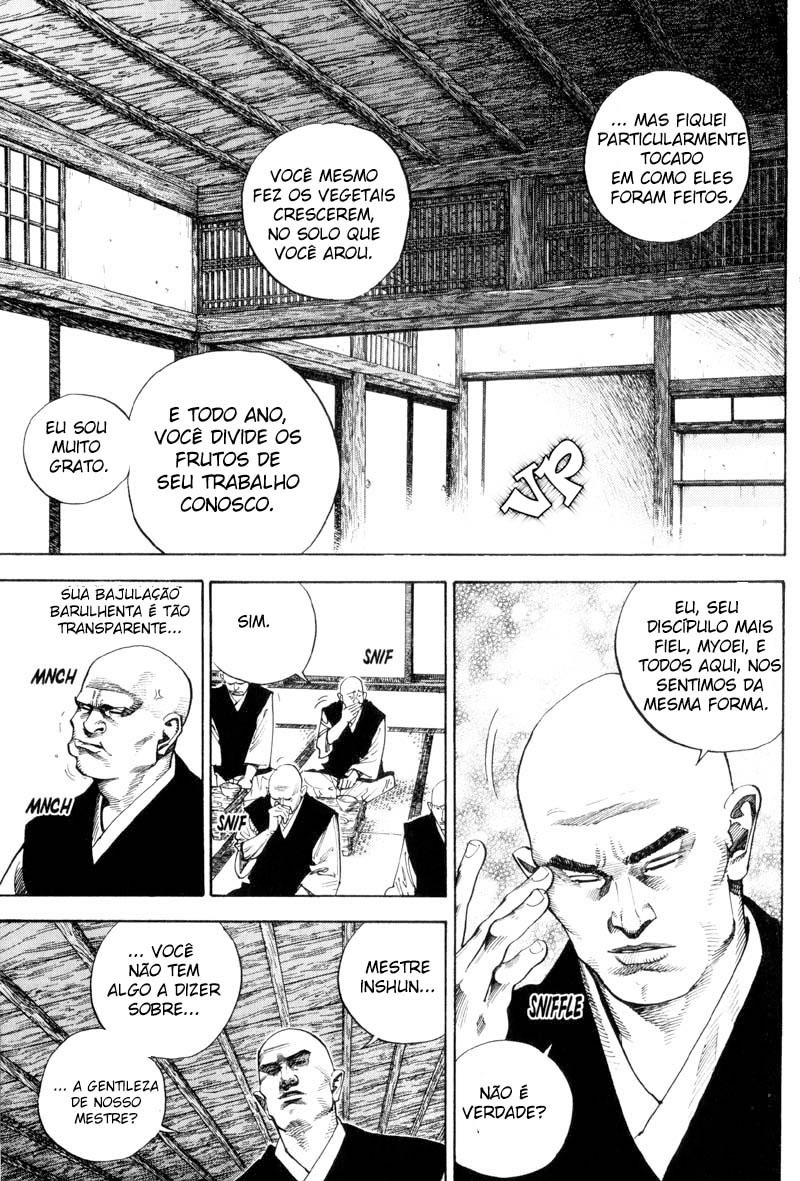 ... MAS FIQUEI
PARTICULARMENTE
TOCADO
EM COMO ELES
FORAM FEITOS.
VOCÊ MESMO
FEZ OS VEGETAIS
CRESCEREM,
NO SOLO QUE
VOCÊ AROU.
E TODO ANO,
VOCÊ DIVIDE OS
FRUTOS DE
SEU TRABALHO
CONOSCO.
EU SOU
MUITO
GRATO.
VP
EU, SEU
DISCÍPULO MAIS
FIEL, MYOEI, E
TODOS AQUI, NOS
SENTIMOS DA
MESMA FORMA.
SNIFFLE
NÃO É
VERDADE?
SIM.
SNIF
SNIF
SUA BAJULAÇÃO
BARULHENTA É TÃO
TRANSPARENTE...
MNCH
MNCH
MESTRE
INSHUN...
... VOCÊ
NÃO TEM
ALGO A DIZER
SOBRE...
... A GENTILEZA
DE NOSSO
MESTRE?